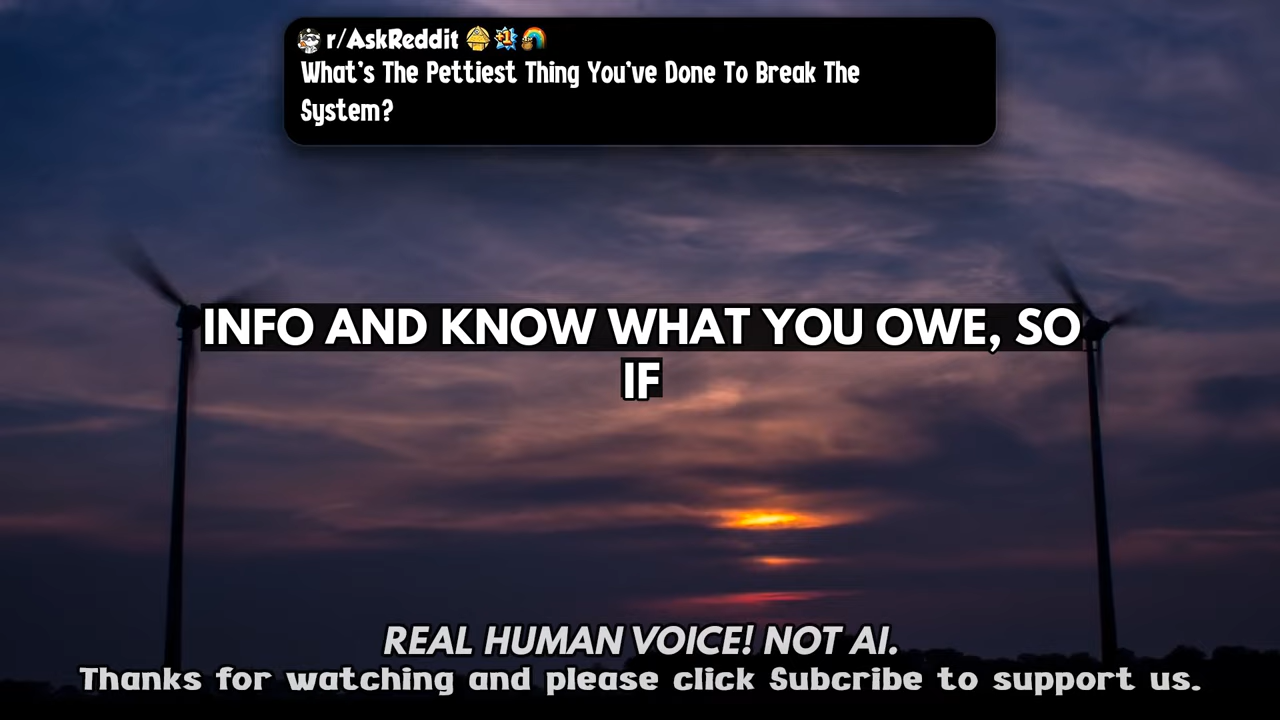 r/AskReddit
What's The Pettiest Thing You've Done To Break The
System?
INFO AND KNOW WHAT YOU OWE, SO
IF
REAL HUMAN VOICE! NOT AI.
Thanks for watching and please click Subcribe to support us.